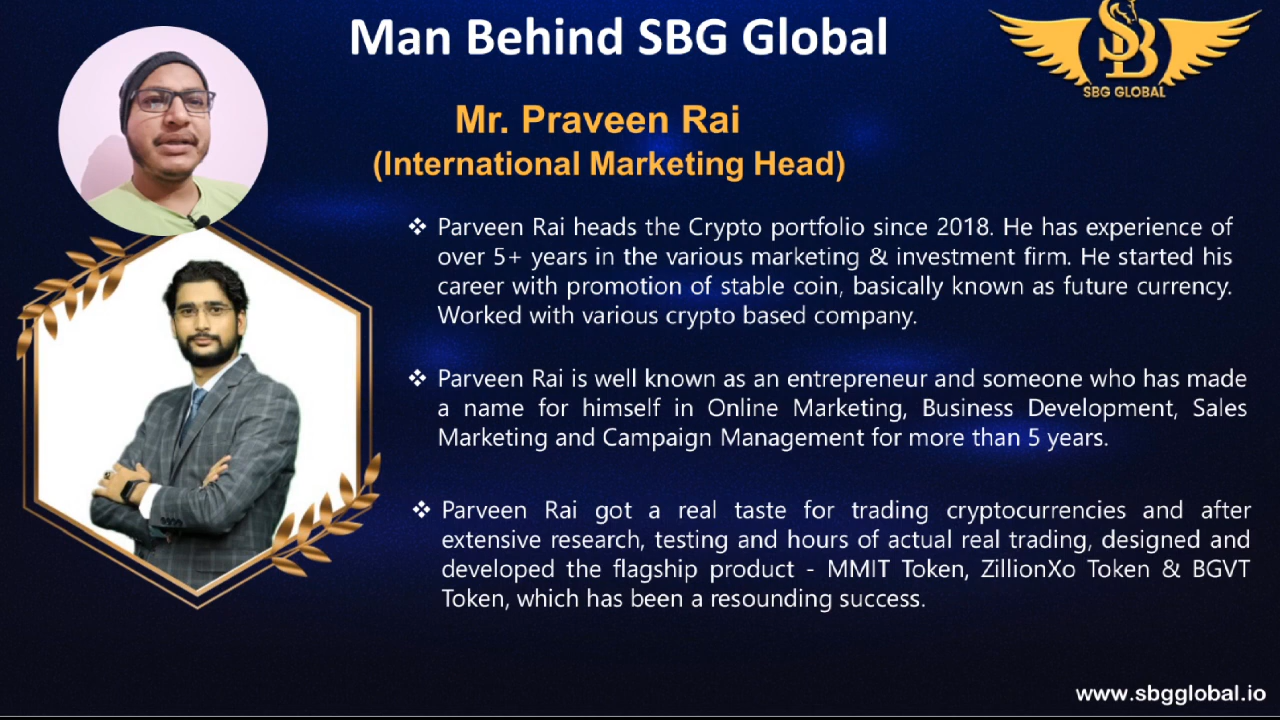 Man Behind SBG Global
SBG GLOBAL
Mr. Praveen Rai
(International Marketing Head)
❖ Parveen Rai heads the Crypto portfolio since 2018. He has experience of
over 5+ years in the various marketing & investment firm. He started his
career with promotion of stable coin, basically known as future currency.
Worked with various crypto based company.
❖ Parveen Rai is well known as an entrepreneur and someone who has made
a name for himself in Online Marketing, Business Development, Sales
Marketing and Campaign Management for more than 5 years.
❖ Parveen Rai got a real taste for trading cryptocurrencies and after
extensive research, testing and hours of actual real trading, designed and
developed the flagship product - MMIT Token, ZillionXo Token & BGVT
Token, which has been a resounding success.
www.sbgglobal.io